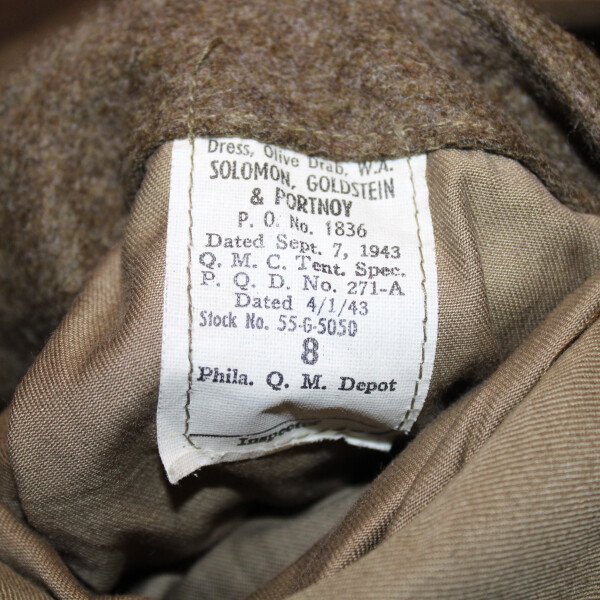 Dress, Olive Drab, W.A.
SOLOMON, GOLDSTEIN
& PORTNOY
P. O. No. 1836
Dated Sept. 7, 1943
Q. M. C. Tent. Spec.
P. Q. D. No. 271-A
Dated 4/1/43
Stock No. 55-G-5050
8
Phila. Q. M. Depot